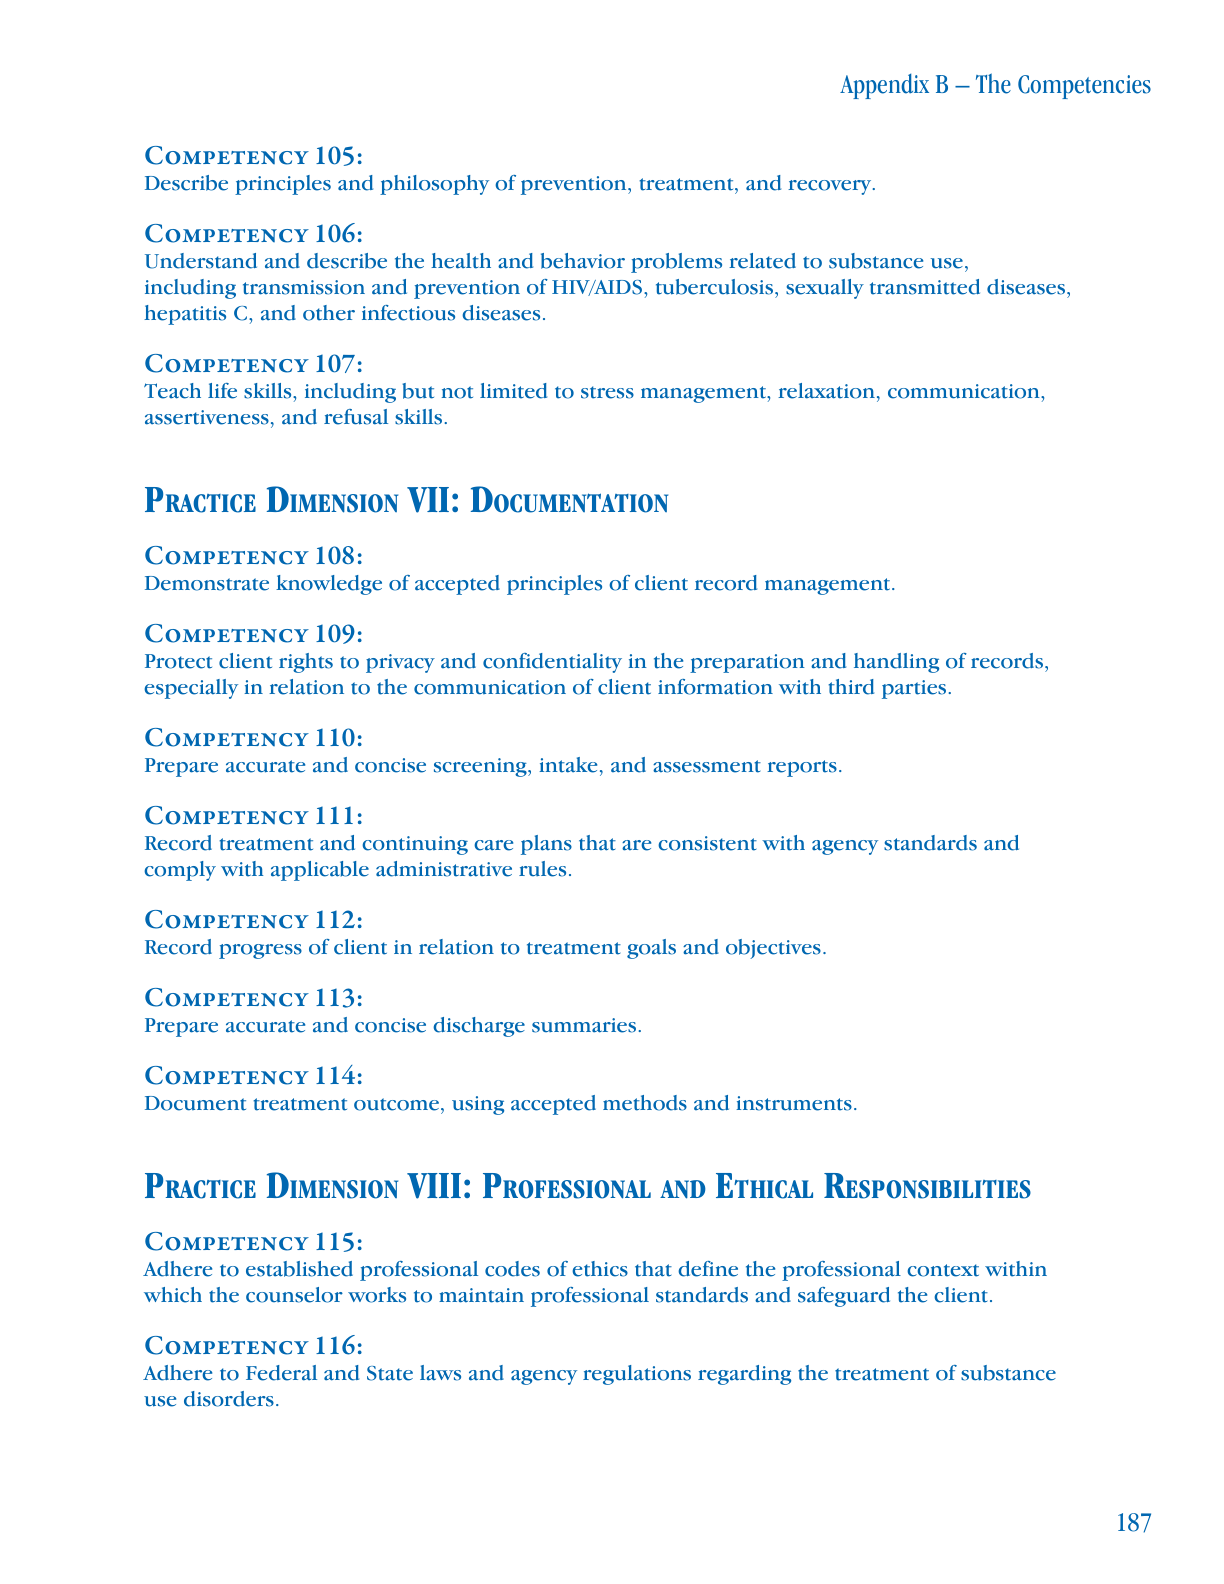 Appendix B – The Competencies
Competency 105:
Describe principles and philosophy of prevention, treatment, and recovery.
Competency 106:
Understand and describe the health and behavior problems related to substance use,
including transmission and prevention of HIV/AIDS, tuberculosis, sexually transmitted diseases,
hepatitis C, and other infectious diseases.
Competency 107:
Teach life skills, including but not limited to stress management, relaxation, communication,
assertiveness, and refusal skills.
Practice Dimension VII: Documentation
Competency 108:
Demonstrate knowledge of accepted principles of client record management.
Competency 109:
Protect client rights to privacy and confidentiality in the preparation and handling of records,
especially in relation to the communication of client information with third parties.
Competency 110:
Prepare accurate and concise screening, intake, and assessment reports.
Competency 111:
Record treatment and continuing care plans that are consistent with agency standards and
comply with applicable administrative rules.
Competency 112:
Record progress of client in relation to treatment goals and objectives.
Competency 113:
Prepare accurate and concise discharge summaries.
Competency 114:
Document treatment outcome, using accepted methods and instruments.
Practice Dimension VIII: Professional and Ethical Responsibilities
Competency 115:
Adhere to established professional codes of ethics that define the professional context within
which the counselor works to maintain professional standards and safeguard the client.
Competency 116:
Adhere to Federal and State laws and agency regulations regarding the treatment of substance
use disorders.
187